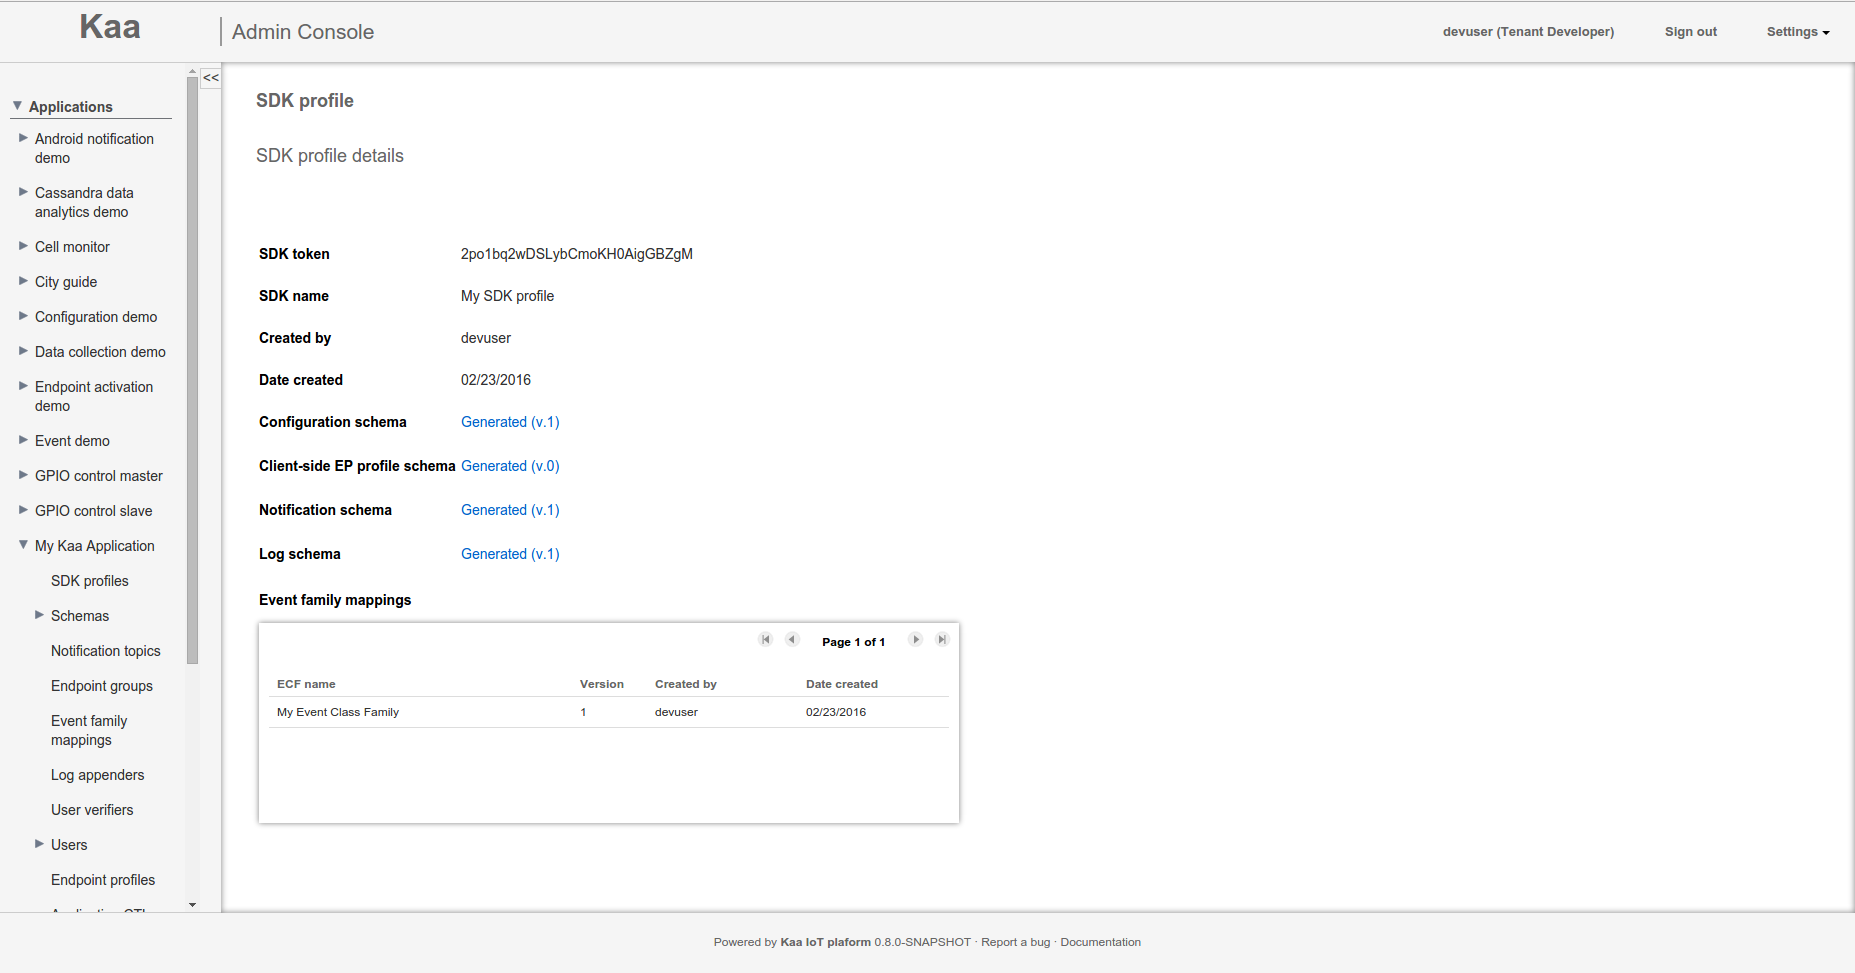 Kaa
Admin Console
devuser (Tenant Developer)
Sign out
Settings
<<
Applications
Android notification
demo
Cassandra data
analytics demo
Cell monitor
City guide
Configuration demo
Data collection demo
Endpoint activation
demo
Event demo
GPIO control master
GPIO control slave
My Kaa Application
SDK profiles
Schemas
Notification topics
Endpoint groups
Event family
mappings
Log appenders
User verifiers
Users
Endpoint profiles
SDK profile
SDK profile details
SDK token 2po1bq2wDSLybCmoKH0AigGBZgM
SDK name My SDK profile
Created by devuser
Date created 02/23/2016
Configuration schema Generated (v.1)
Client-side EP profile schema Generated (v.0)
Notification schema Generated (v.1)
Log schema Generated (v.1)
Event family mappings
Page 1 of 1
ECF name Version Created by Date created
My Event Class Family 1 devuser 02/23/2016
Powered by Kaa IoT plaform 0.8.0-SNAPSHOT · Report a bug · Documentation